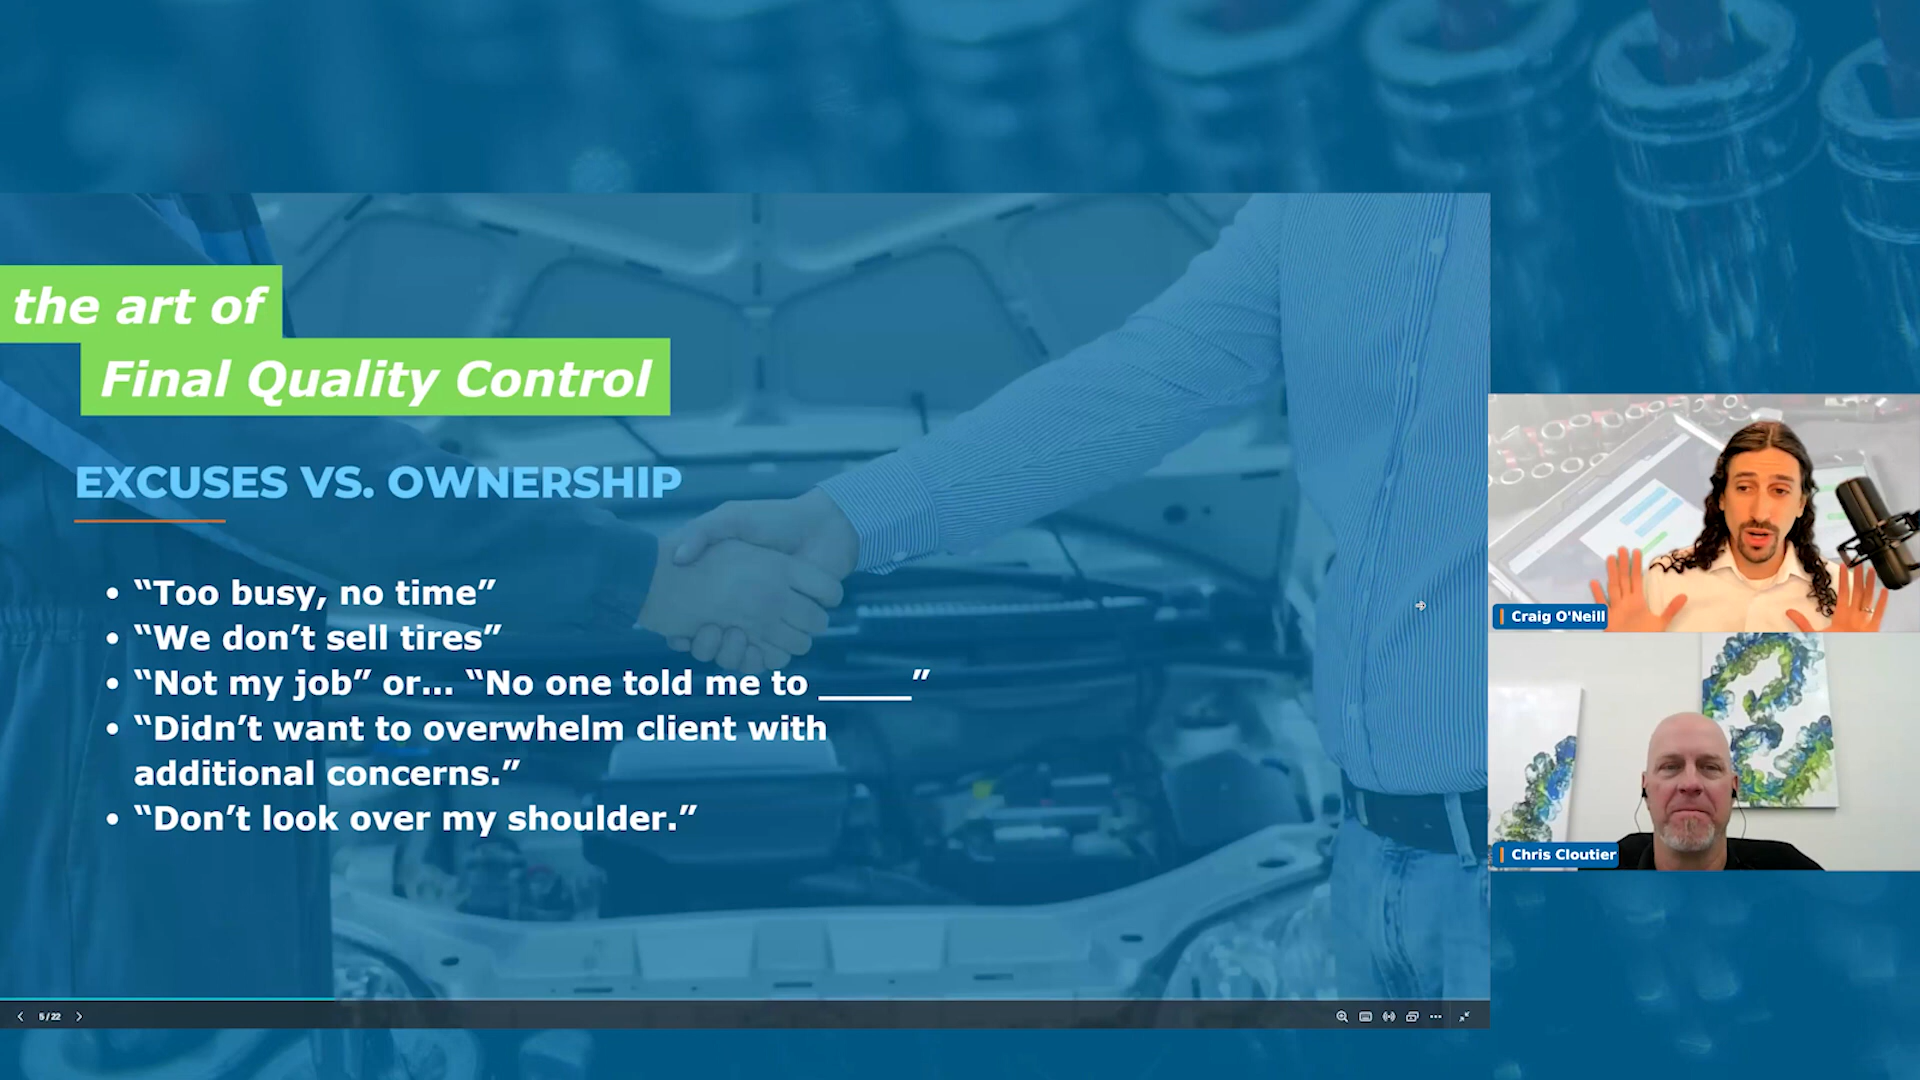 the art of
Final Quality Control
EXCUSES VS. OWNERSHIP
• “Too busy, no time”
• “We don’t sell tires”
• “Not my job” or... “No one told me to _____”
• “Didn’t want to overwhelm client with
additional concerns.”
• “Don’t look over my shoulder.”
Craig O'Neill
Chris Cloutier
5 / 22